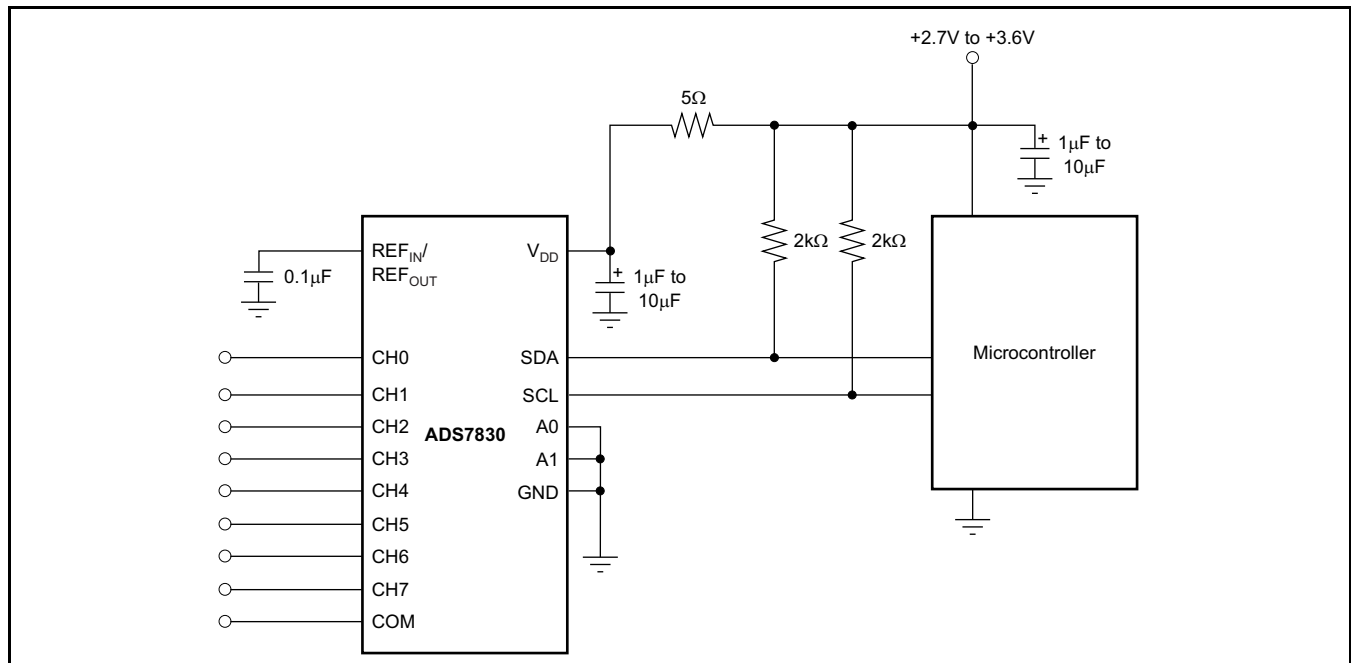 +2.7V to +3.6V
5Ω
+ 1μF to
10μF
REF_IN/
REF_OUT
V_DD
0.1μF
+ 1μF to
10μF
2kΩ
2kΩ
CH0
CH1
CH2
CH3
CH4
CH5
CH6
CH7
COM
ADS7830
SDA
SCL
A0
A1
GND
Microcontroller